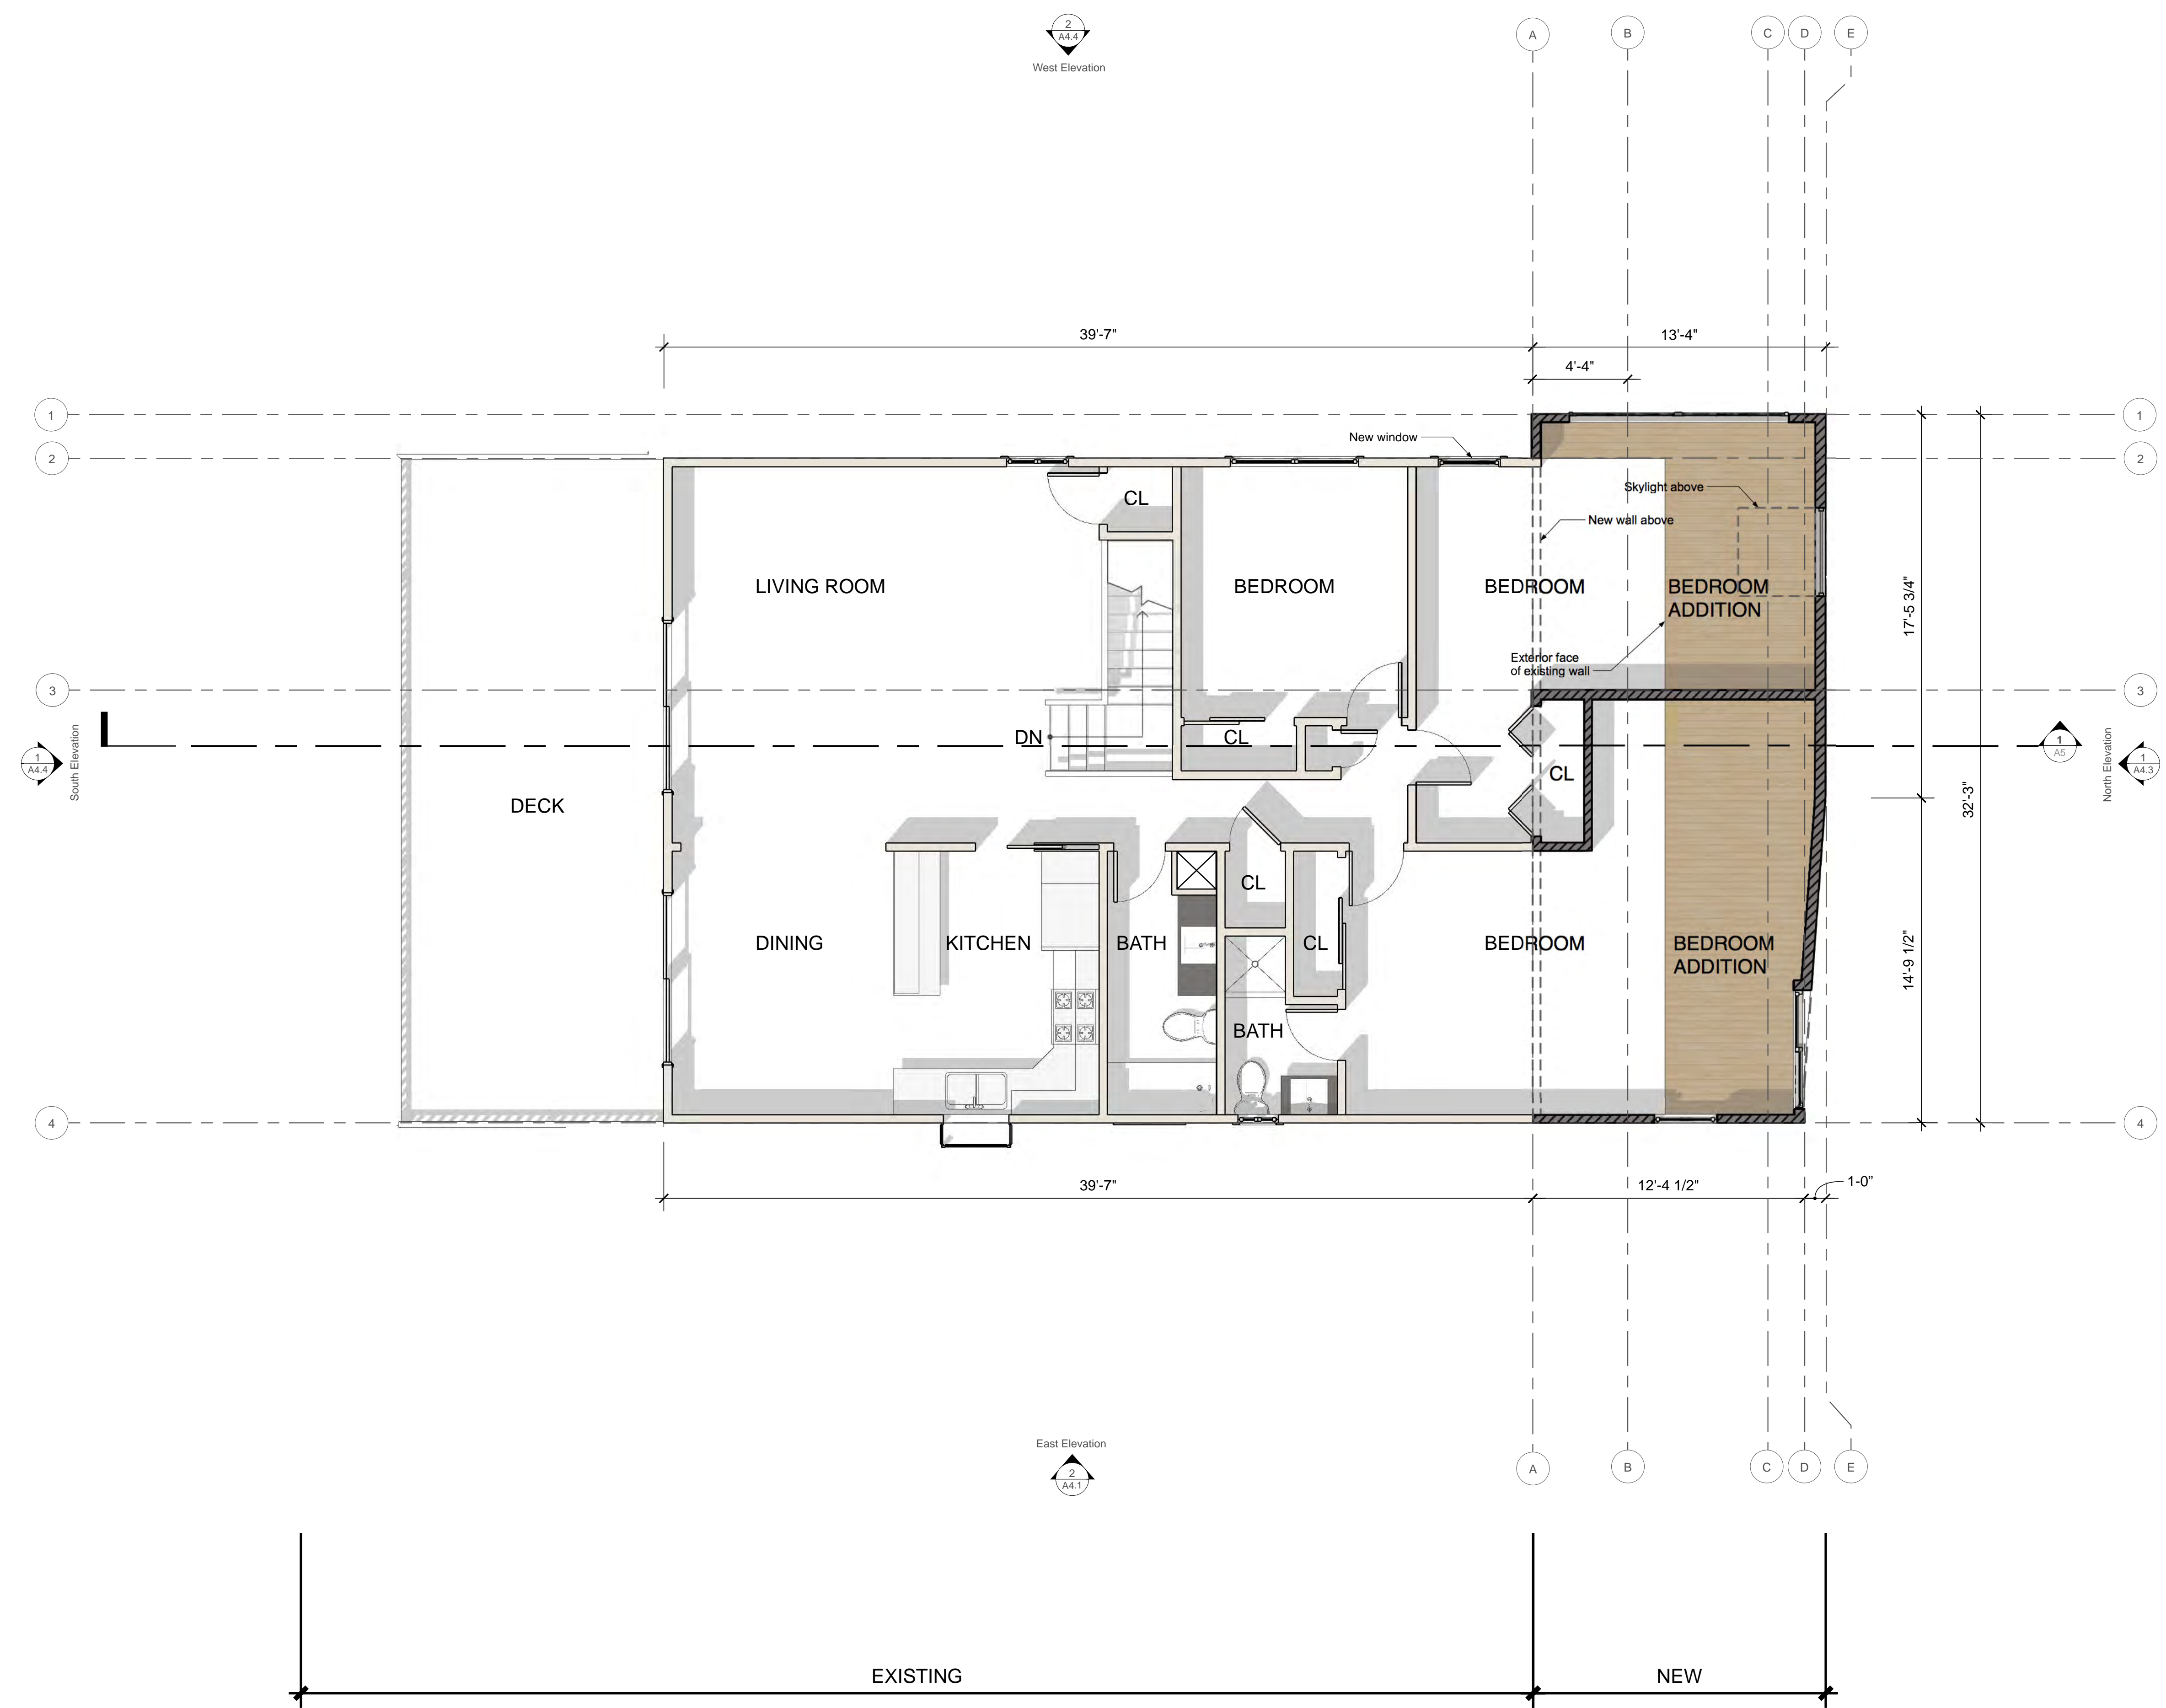 2
A4.4
West Elevation
A
B
C
D
E
39'-7"
13'-4"
4'-4"
1
1
2
2
New window
Skylight above
New wall above
CL
LIVING ROOM
BEDROOM
BEDROOM
BEDROOM
ADDITION
17'-5 3/4"
Exterior face
of existing wall
3
3
DN
CL
CL
1
A4.4
South Elevation
1
A5
North Elevation
1
A4.3
DECK
32'-3"
CL
CL
DINING
KITCHEN
BATH
BEDROOM
BEDROOM
ADDITION
14'-9 1/2"
BATH
4
4
39'-7"
12'-4 1/2"
1-0”
East Elevation
2
A4.1
A
B
C
D
E
EXISTING
NEW